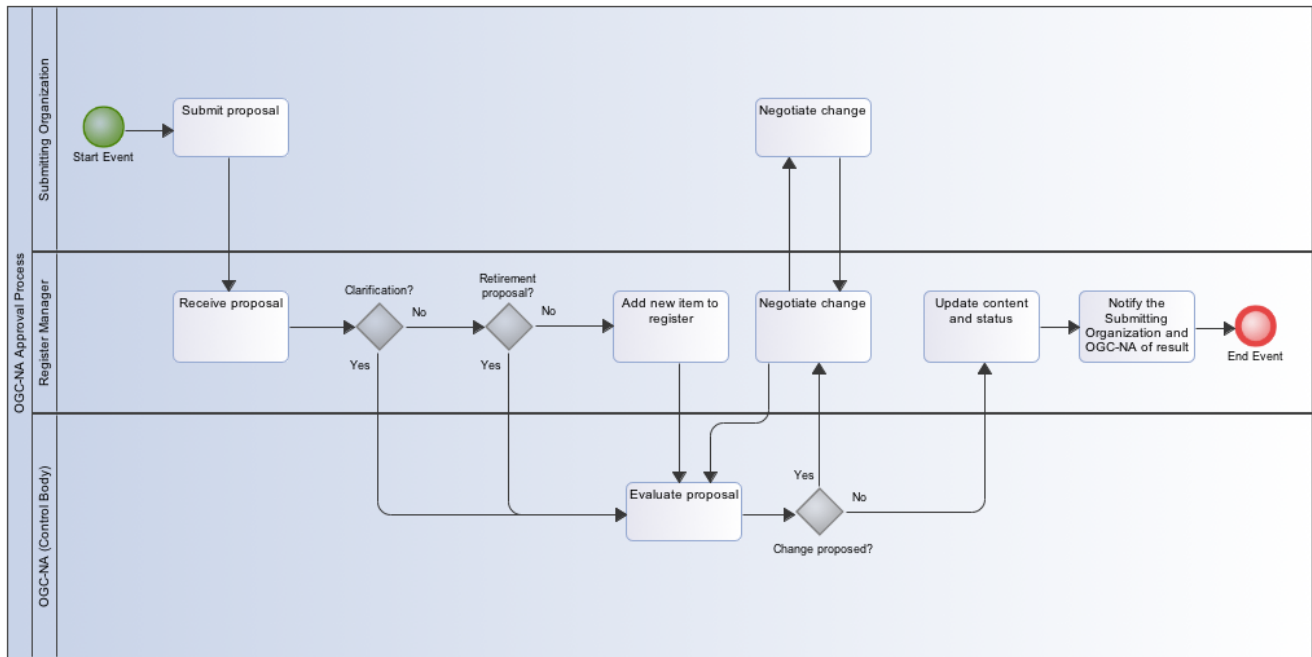 OGC-NA Approval Process
Submitting Organization
Start Event
Submit proposal
Negotiate change
Register Manager
Receive proposal
Clarification?
No
Yes
Retirement
proposal?
No
Yes
Add new item to
register
Negotiate change
Update content
and status
Notify the
Submitting
Organization and
OGC-NA of result
End Event
OGC-NA (Control Body)
Evaluate proposal
Yes
No
Change proposed?